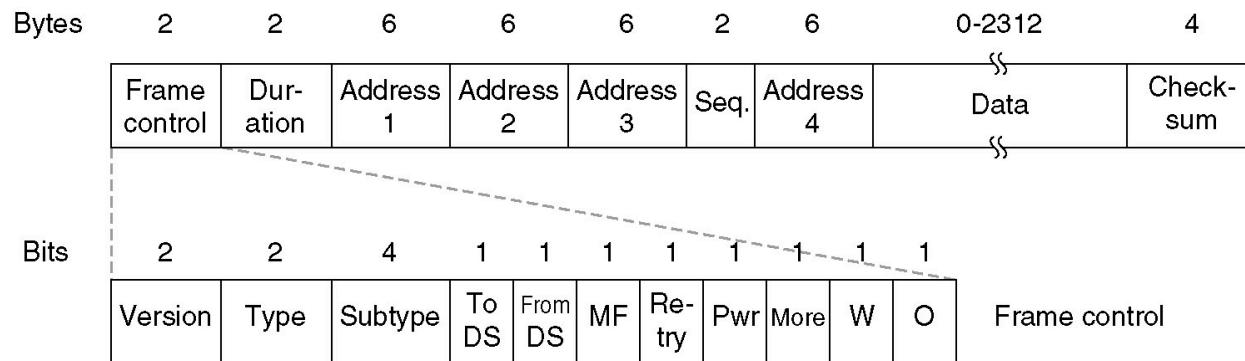 Bytes 2 2 6 6 6 2 6 0-2312 4
Frame control Dur-ation Address 1 Address 2 Address 3 Seq. Address 4 Data Check-sum
Bits 2 2 4 1 1 1 1 1 1 1 1
Version Type Subtype To DS From DS MF Re-try Pwr More W O Frame control